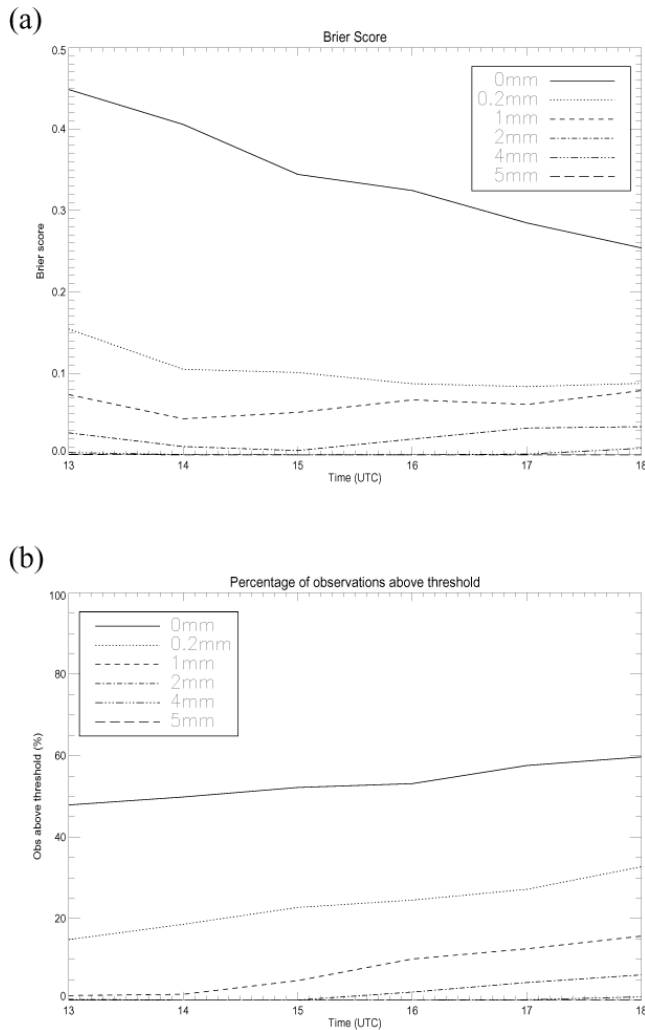 (a)
Brier Score
0.5
0.4
0.3
0.2
0.1
0.0
Brier score
0mm
0.2mm
1mm
2mm
4mm
5mm
13 14 15 16 17 18
Time (UTC)
(b)
Percentage of observations above threshold
100
80
60
40
20
0
Obs above threshold (%)
0mm
0.2mm
1mm
2mm
4mm
5mm
13 14 15 16 17 18
Time (UTC)